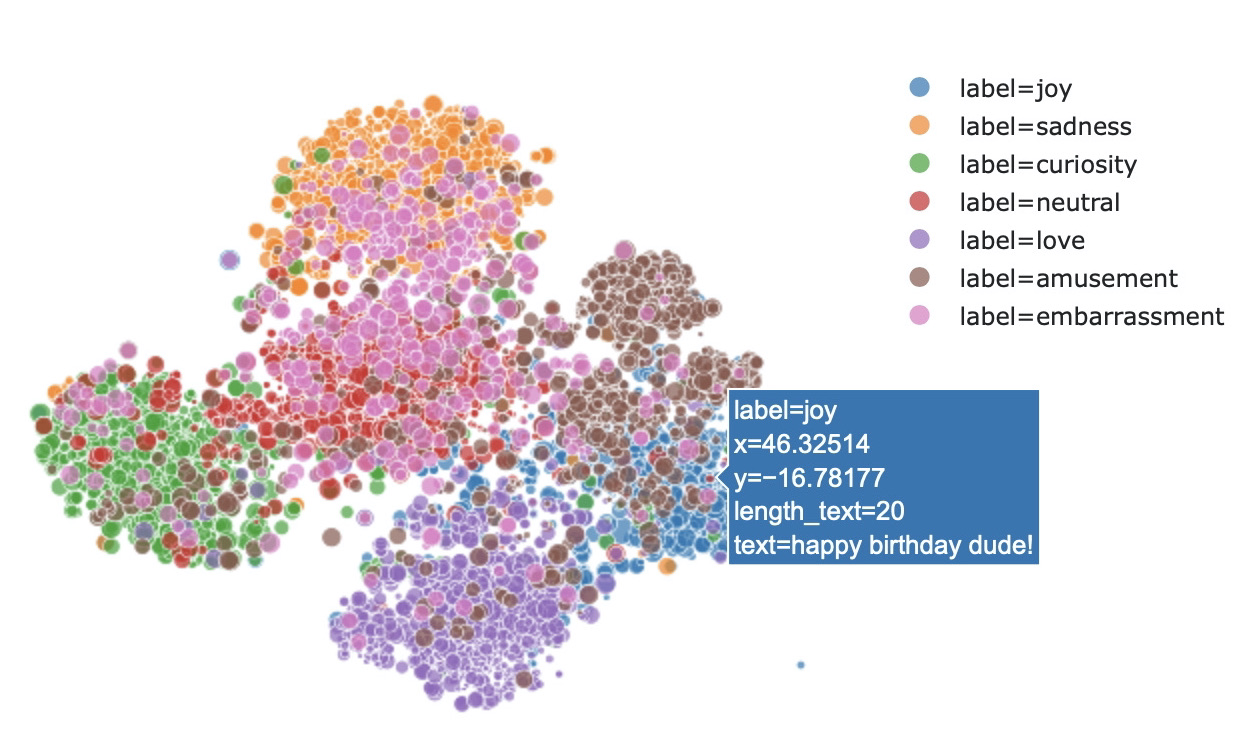 label=joy
label=sadness
label=curiosity
label=neutral
label=love
label=amusement
label=embarrassment
label=joy
x=46.32514
y=−16.78177
length_text=20
text=happy birthday dude!